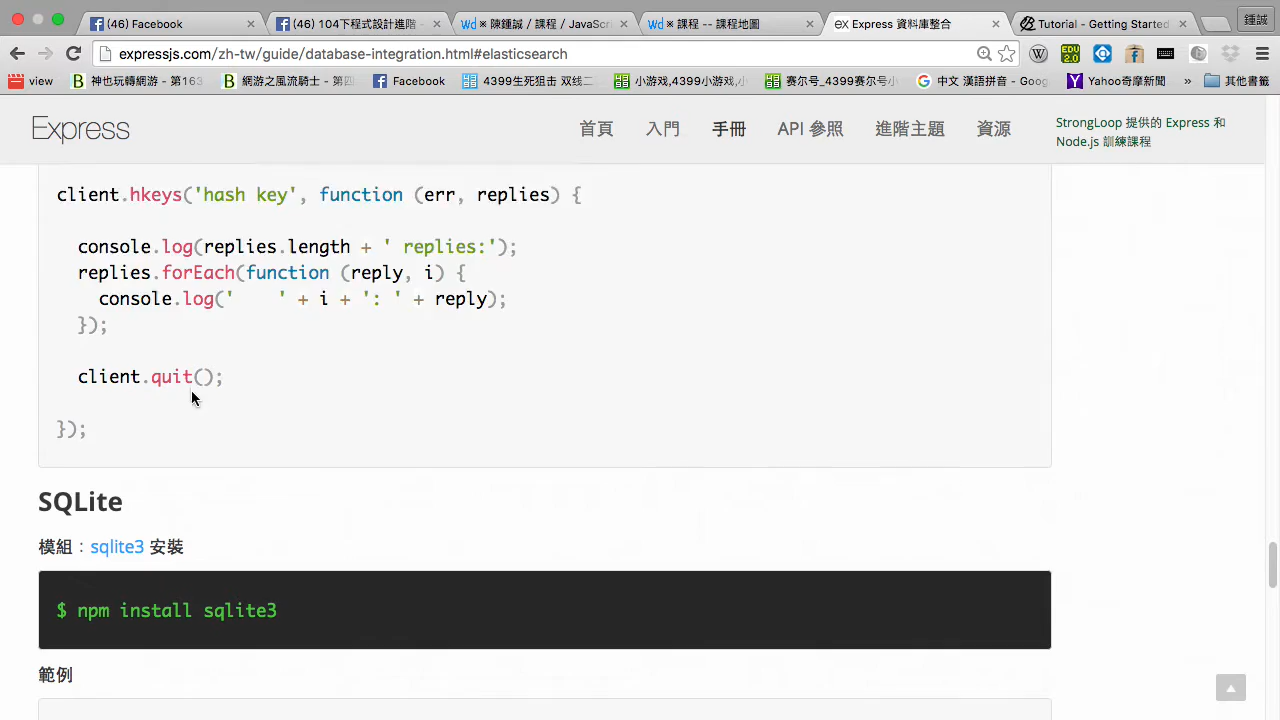 (46) Facebook
(46) 104下程式設計進階 -
Wd ※ 陳鍾誠 / 課程 / JavaScri
Wd ※ 課程 -- 課程地圖
EX Express 資料庫整合
Tutorial - Getting Started
鍾誠
expressjs.com/zh-tw/guide/database-integration.html#elasticsearch
view
神也玩轉網游 - 第163
網游之風流騎士 - 第四
Facebook
4399生死狙击 双线二
小游戏,4399小游戏,小
赛尔号_4399赛尔号小
中文 漢語拼音 - Goog
Yahoo奇摩新聞
»
其他書籤
Express
首頁
入門
手冊
API 參照
進階主題
資源
StrongLoop 提供的 Express 和
Node.js 訓練課程
client.hkeys('hash key', function (err, replies) {
console.log(replies.length + ' replies:');
replies.forEach(function (reply, i) {
console.log('    ' + i + ': ' + reply);
});
client.quit();
});
SQLite
模組：sqlite3 安裝
$ npm install sqlite3
範例